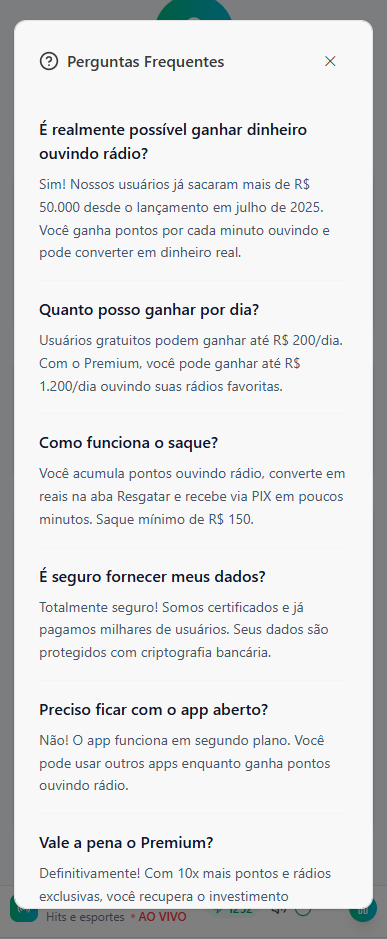 Perguntas Frequentes
É realmente possível ganhar dinheiro
ouvindo rádio?
Sim! Nossos usuários já sacaram mais de R$
50.000 desde o lançamento em julho de 2025.
Você ganha pontos por cada minuto ouvindo e
pode converter em dinheiro real.
Quanto posso ganhar por dia?
Usuários gratuitos podem ganhar até R$ 200/dia.
Com o Premium, você pode ganhar até R$
1.200/dia ouvindo suas rádios favoritas.
Como funciona o saque?
Você acumula pontos ouvindo rádio, converte em
reais na aba Resgatar e recebe via PIX em poucos
minutos. Saque mínimo de R$ 150.
É seguro fornecer meus dados?
Totalmente seguro! Somos certificados e já
pagamos milhares de usuários. Seus dados são
protegidos com criptografia bancária.
Preciso ficar com o app aberto?
Não! O app funciona em segundo plano. Você
pode usar outros apps enquanto ganha pontos
ouvindo rádio.
Vale a pena o Premium?
Definitivamente! Com 10x mais pontos e rádios
exclusivas, você recupera o investimento
Hits e esportes • AO VIVO